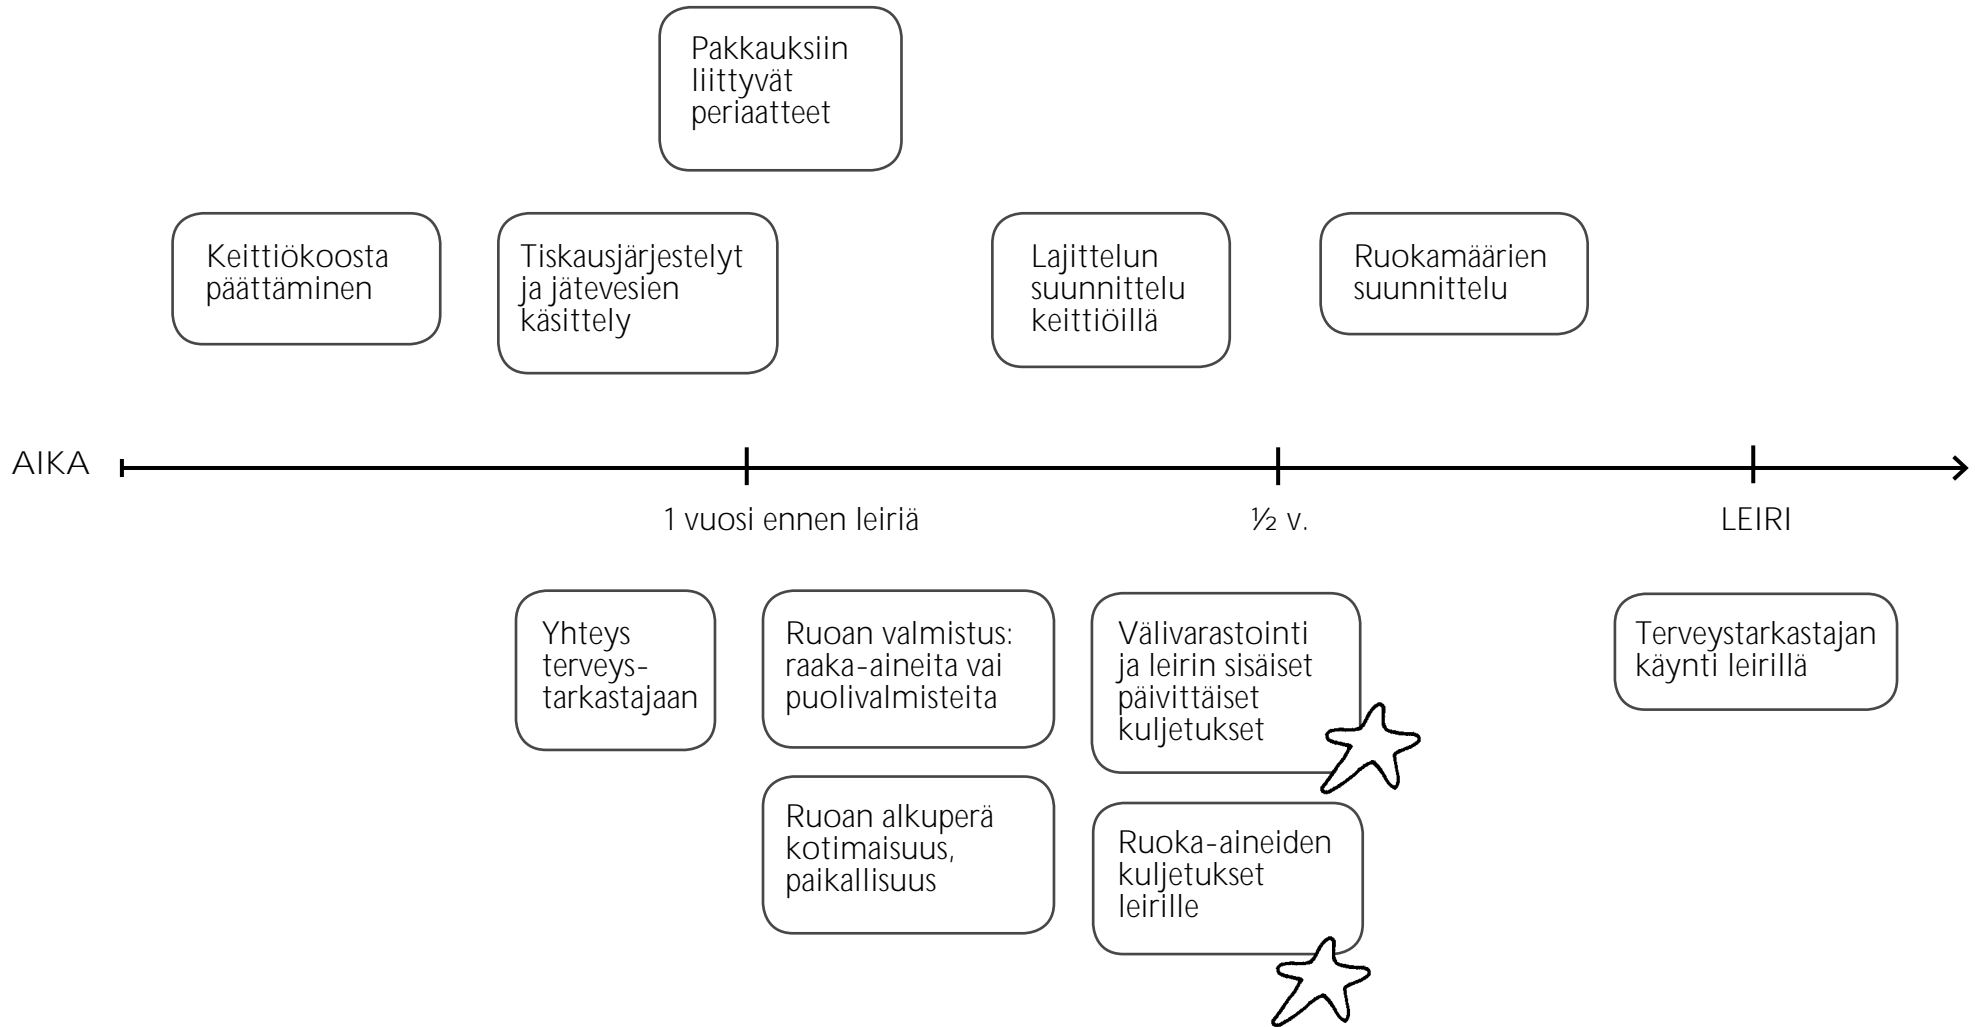 Pakkauksiin
liittyvät
periaatteet
Keittiökoosta
päättäminen
Tiskausjärjestelyt
ja jätevesien
käsittely
Lajittelun
suunnittelu
keittiöillä
Ruokamäärien
suunnittelu
AIKA
1 vuosi ennen leiriä
½ v.
LEIRI
Yhteys
terveys-
tarkastajaan
Ruoan valmistus:
raaka-aineita vai
puolivalmisteita
Välivarastointi
ja leirin sisäiset
päivittäiset
kuljetukset
Terveystarkastajan
käynti leirillä
Ruoan alkuperä
kotimaisuus,
paikallisuus
Ruoka-aineiden
kuljetukset
leirille